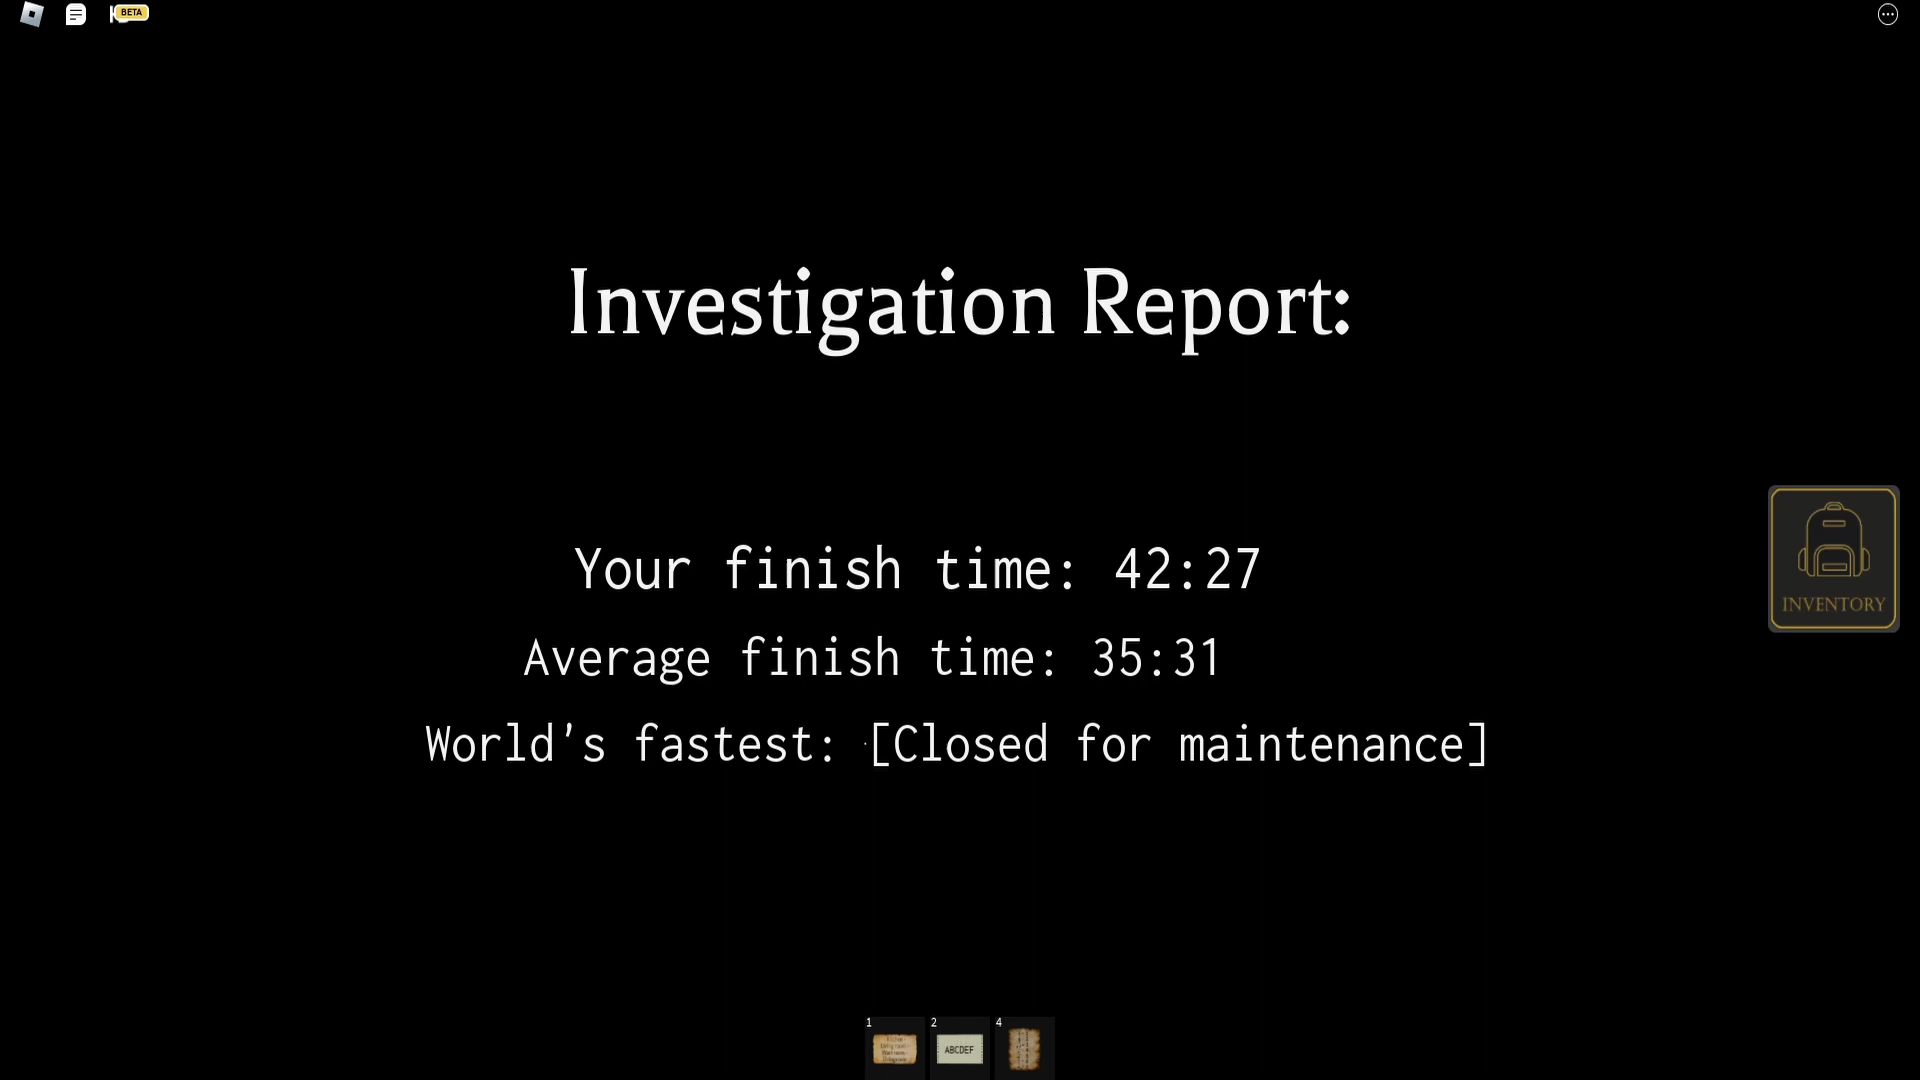 BETA
Investigation Report:
Your finish time: 42:27
Average finish time: 35:31
World's fastest: [Closed for maintenance]
INVENTORY
1
2
4
ABCDEF